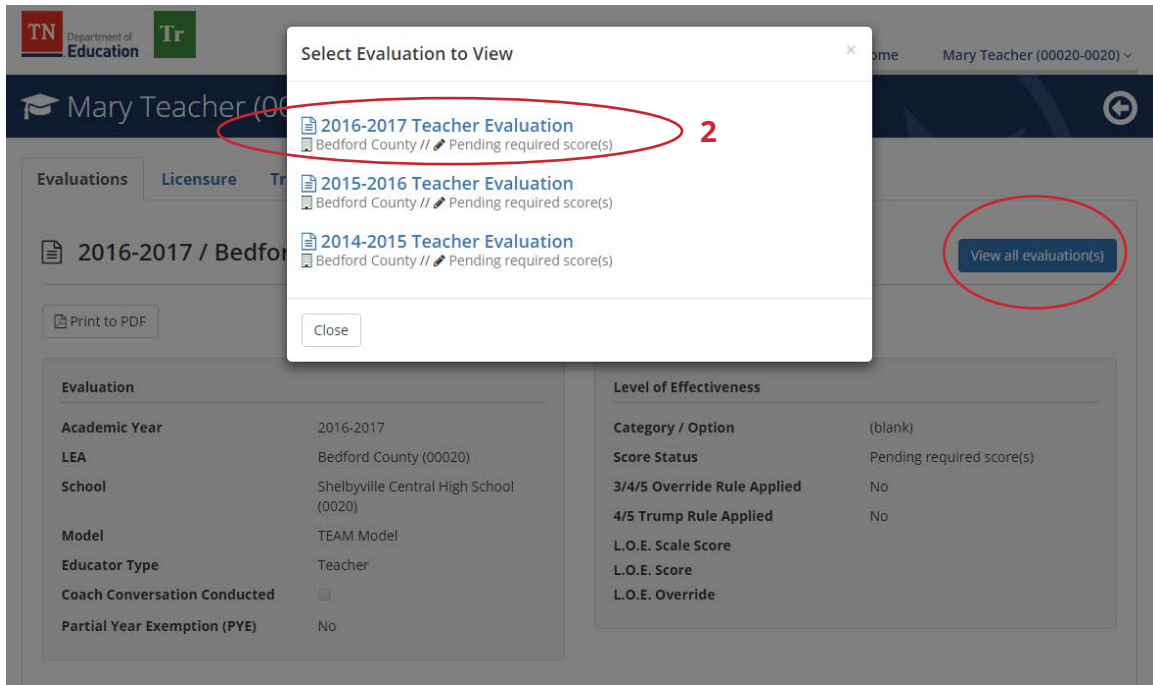 TN Department of Education
Tr
Select Evaluation to View ×
ome Mary Teacher (00020-0020)
Mary Teacher (00
2016-2017 Teacher Evaluation
Bedford County // Pending required score(s)
2
Evaluations Licensure Tr
2015-2016 Teacher Evaluation
Bedford County // Pending required score(s)
2014-2015 Teacher Evaluation
Bedford County // Pending required score(s)
2016-2017 / Bedfor
View all evaluation(s)
Print to PDF
Close
Evaluation
Academic Year 2016-2017
LEA Bedford County (00020)
School Shelbyville Central High School
(0020)
Model TEAM Model
Educator Type Teacher
Coach Conversation Conducted
Partial Year Exemption (PYE) No
Level of Effectiveness
Category / Option (blank)
Score Status Pending required score(s)
3/4/5 Override Rule Applied No
4/5 Trump Rule Applied No
L.O.E. Scale Score
L.O.E. Score
L.O.E. Override